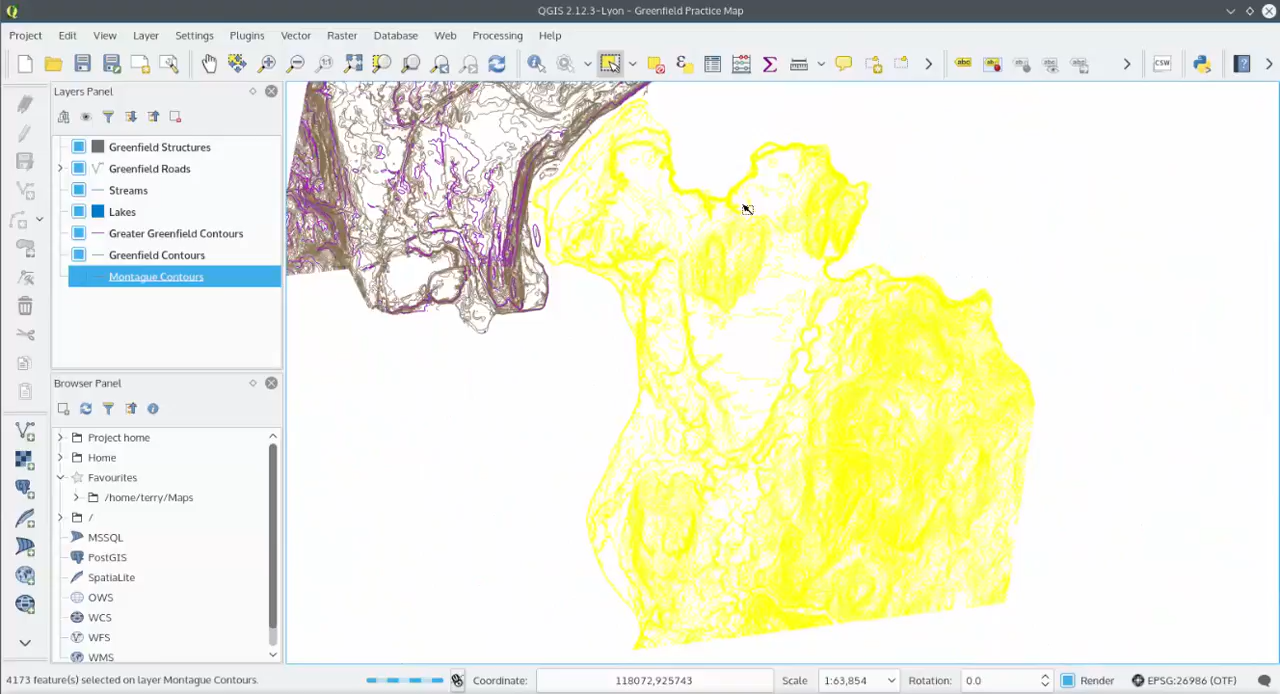 QGIS 2.12.3-Lyon - Greenfield Practice Map
Project Edit View Layer Settings Plugins Vector Raster Database Web Processing Help
abc CSW
Layers Panel
Greenfield Structures
Greenfield Roads
Streams
Lakes
Greater Greenfield Contours
Greenfield Contours
Montague Contours
Browser Panel
Project home
Home
Favourites
/home/terry/Maps
/
MSSQL
PostGIS
SpatiaLite
OWS
WCS
WFS
WMS
4173 feature(s) selected on layer Montague Contours. Coordinate: 118072,925743 Scale 1:63,854 Rotation: 0.0 Render EPSG:26986 (OTF)